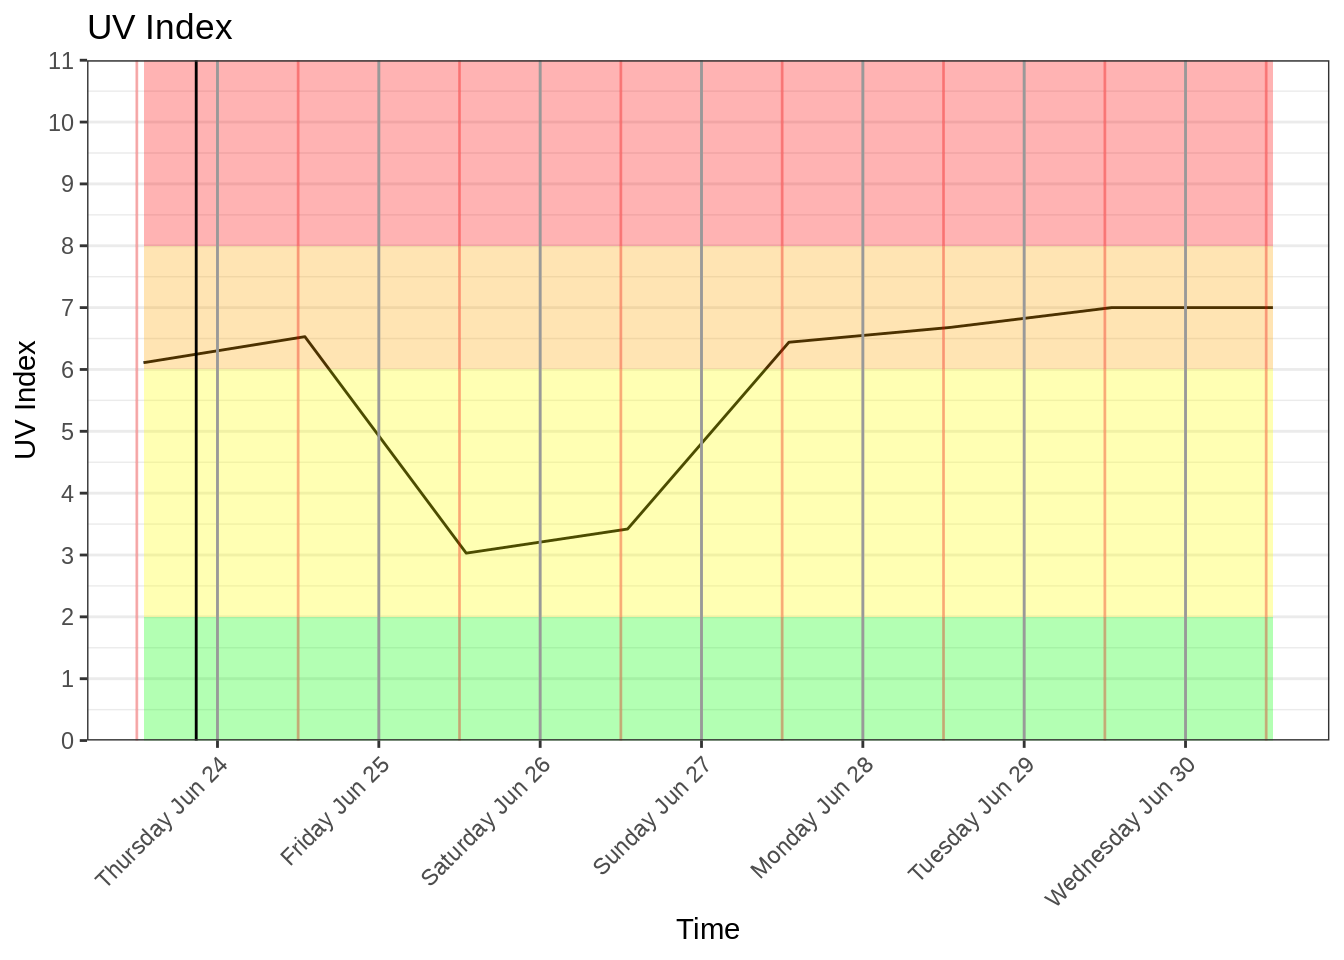 UV Index
11
10
9
8
7
6
5
4
3
2
1
0
UV Index
Thursday Jun 24
Friday Jun 25
Saturday Jun 26
Sunday Jun 27
Monday Jun 28
Tuesday Jun 29
Wednesday Jun 30
Time